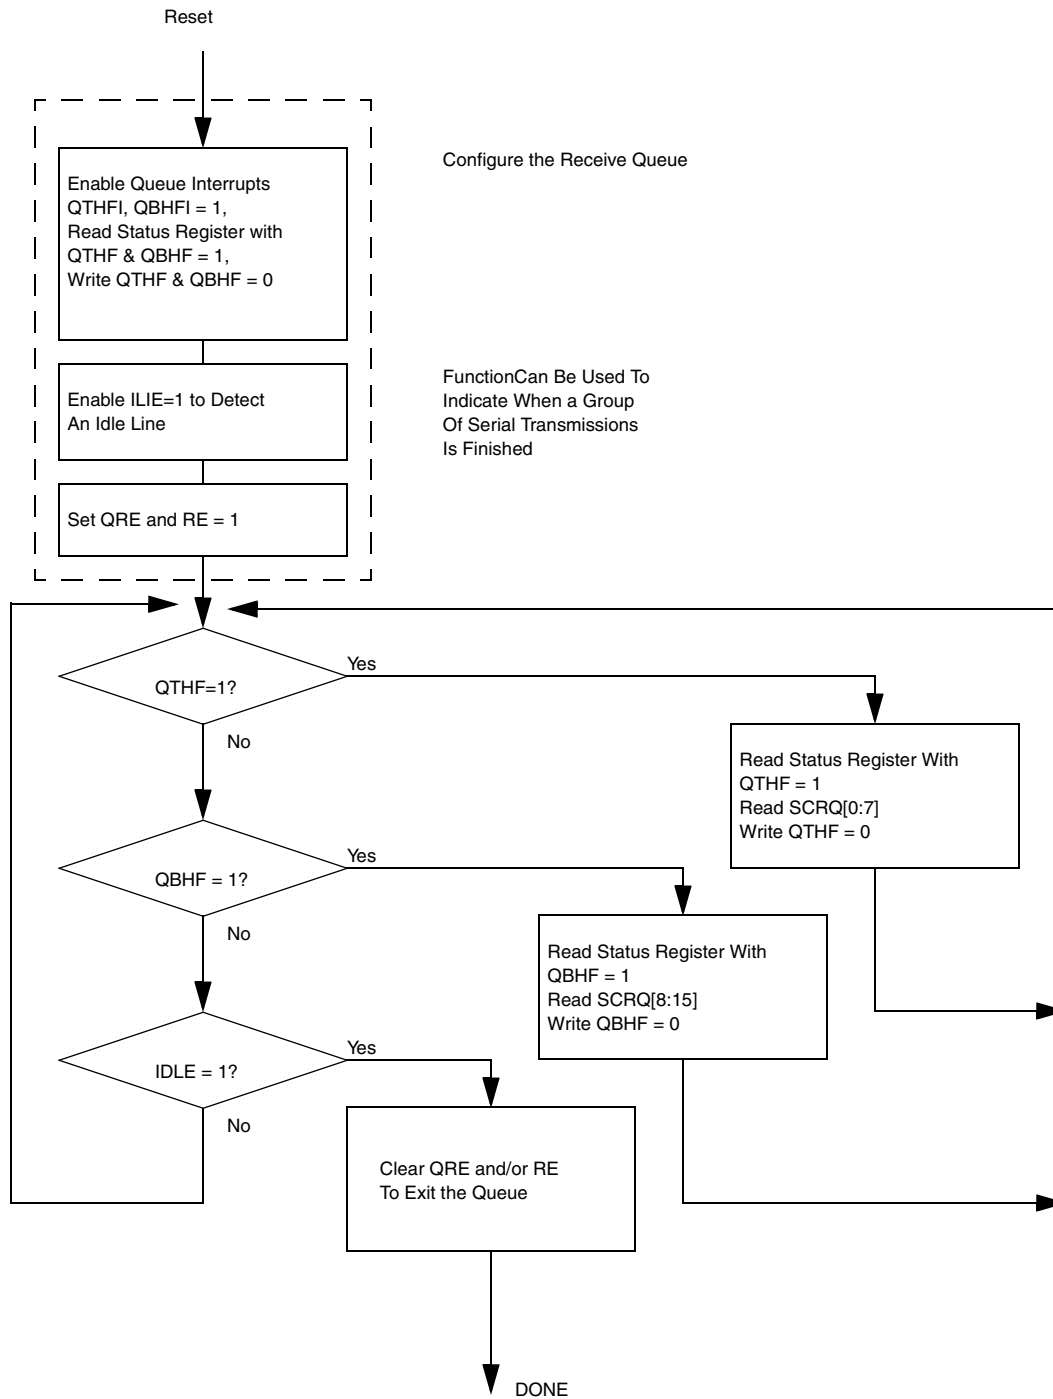 Reset
Configure the Receive Queue
Enable Queue Interrupts
QTHFI, QBHFI = 1,
Read Status Register with
QTHF & QBHF = 1,
Write QTHF & QBHF = 0
FunctionCan Be Used To
Indicate When a Group
Of Serial Transmissions
Is Finished
Enable ILIE=1 to Detect
An Idle Line
Set QRE and RE = 1
QTHF=1?
Yes
No
Read Status Register With
QTHF = 1
Read SCRQ[0:7]
Write QTHF = 0
QBHF = 1?
Yes
No
Read Status Register With
QBHF = 1
Read SCRQ[8:15]
Write QBHF = 0
IDLE = 1?
Yes
No
Clear QRE and/or RE
To Exit the Queue
DONE